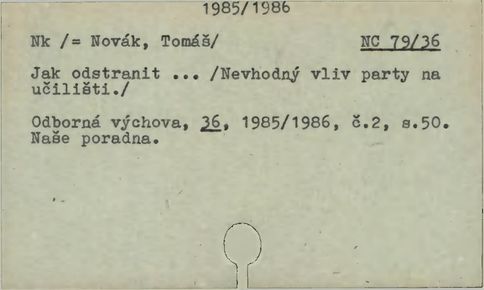 1985/1986
Nk /= Novák, Tomáš/ NC 79/36
Jak odstranit ... /Nevhodný vliv party na
učilišti./
Odborná výchova, 36, 1985/1986, č.2, s.50.
Naše poradna.